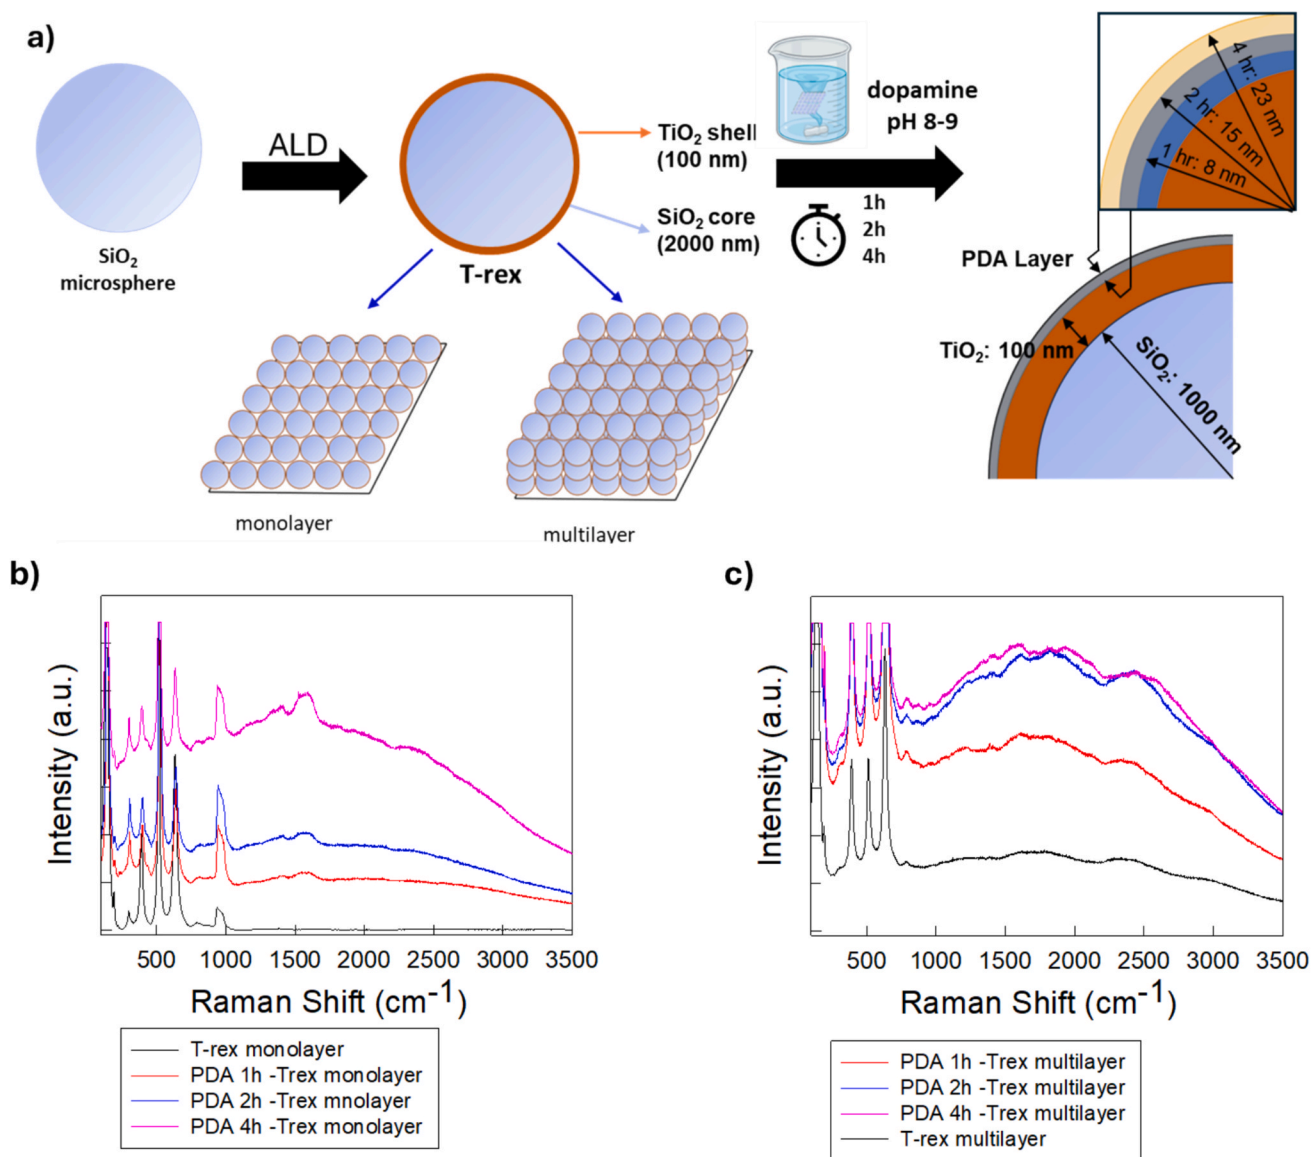 a)
SiO2
microsphere
ALD
T-rex
TiO2 shell
(100 nm)
SiO2 core
(2000 nm)
dopamine
pH 8-9
1h
2h
4h
4 hr: 23 nm
2 hr: 15 nm
1 hr: 8 nm
PDA Layer
TiO2: 100 nm
SiO2: 1000 nm
monolayer
multilayer
b)
Intensity (a.u.)
500 1000 1500 2000 2500 3000 3500
Raman Shift (cm-1)
T-rex monolayer
PDA 1h -Trex monolayer
PDA 2h -Trex mnolayer
PDA 4h -Trex monolayer
c)
Intensity (a.u.)
500 1000 1500 2000 2500 3000 3500
Raman Shift (cm-1)
PDA 1h -Trex multilayer
PDA 2h -Trex multilayer
PDA 4h -Trex multilayer
T-rex multilayer